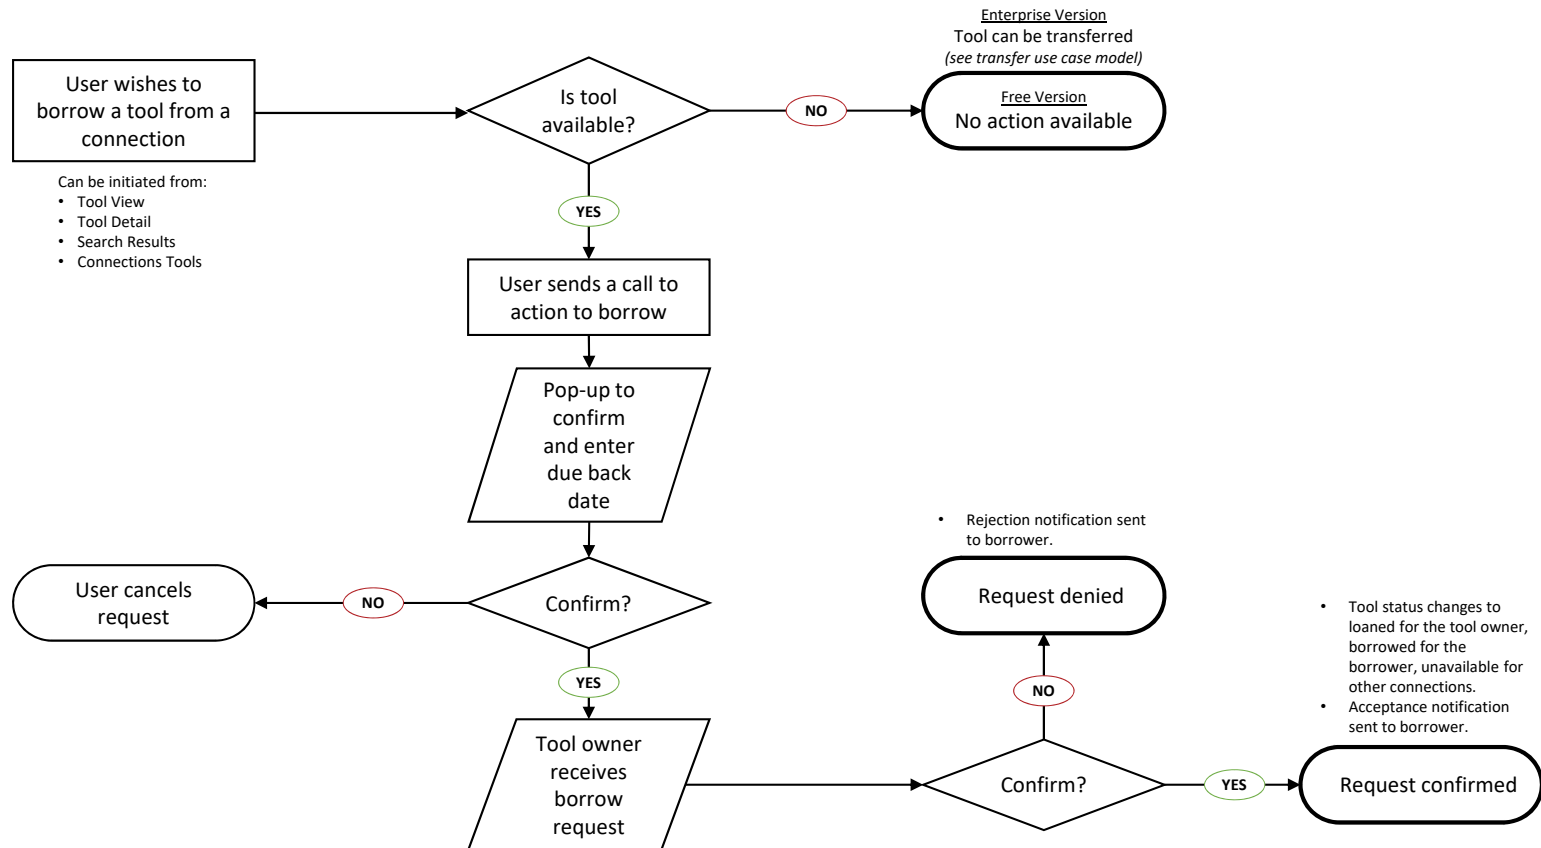 Enterprise Version
Tool can be transferred
(see transfer use case model)
User wishes to
borrow a tool from a
connection
Is tool
available?
NO
Free Version
No action available
Can be initiated from:
• Tool View
• Tool Detail
• Search Results
• Connections Tools
YES
User sends a call to
action to borrow
Pop-up to
confirm
and enter
due back
date
• Rejection notification sent
to borrower.
User cancels
request
NO
Confirm?
Request denied
• Tool status changes to
loaned for the tool owner,
borrowed for the
borrower, unavailable for
other connections.
• Acceptance notification
sent to borrower.
YES
NO
Tool owner
receives
borrow
request
Confirm?
YES
Request confirmed